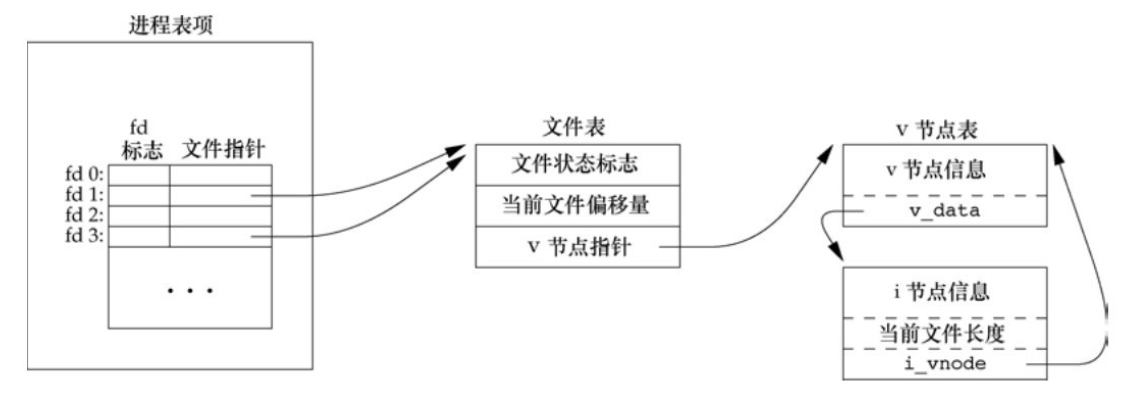 进程表项
fd
标志 文件指针
fd 0:
fd 1:
fd 2:
fd 3:
···
文件表
文件状态标志
当前文件偏移量
v 节点指针
v 节点表
v 节点信息
v_data
i 节点信息
当前文件长度
i_vnode